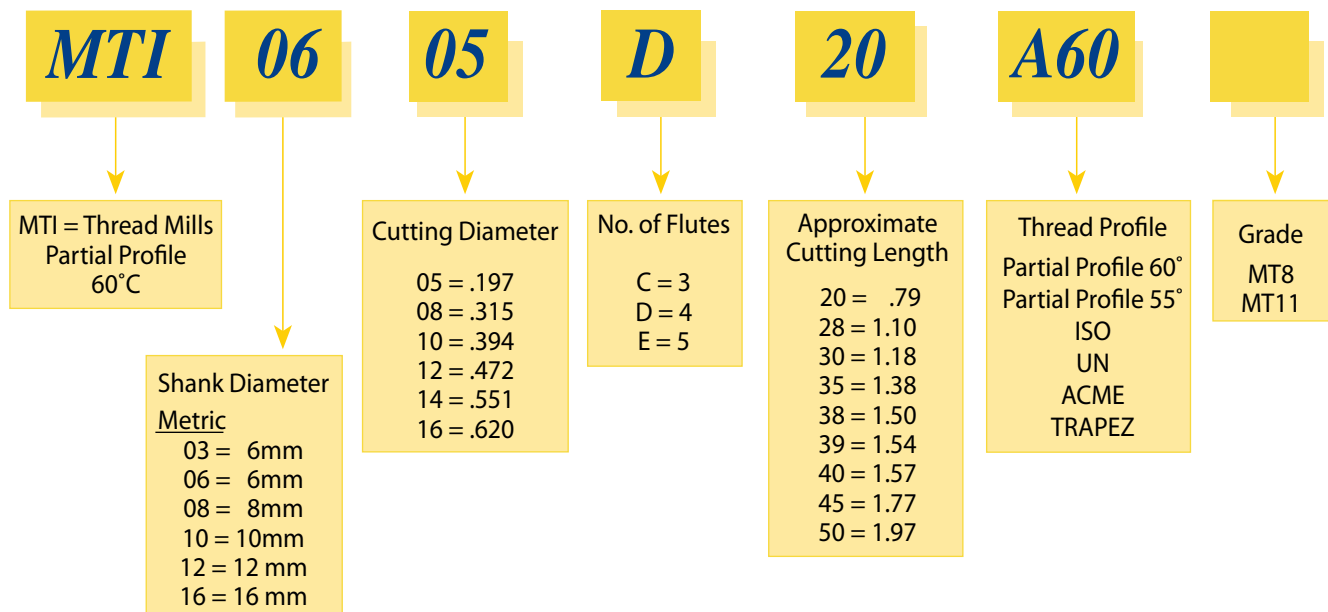 MTI 06 05 D 20 A60
MTI = Thread Mills
Partial Profile
60˚C
Shank Diameter
Metric
03 = 6mm
06 = 6mm
08 = 8mm
10 = 10mm
12 = 12 mm
16 = 16 mm
Cutting Diameter
05 = .197
08 = .315
10 = .394
12 = .472
14 = .551
16 = .620
No. of Flutes
C = 3
D = 4
E = 5
Approximate
Cutting Length
20 = .79
28 = 1.10
30 = 1.18
35 = 1.38
38 = 1.50
39 = 1.54
40 = 1.57
45 = 1.77
50 = 1.97
Thread Profile
Partial Profile 60˚
Partial Profile 55˚
ISO
UN
ACME
TRAPEZ
Grade
MT8
MT11